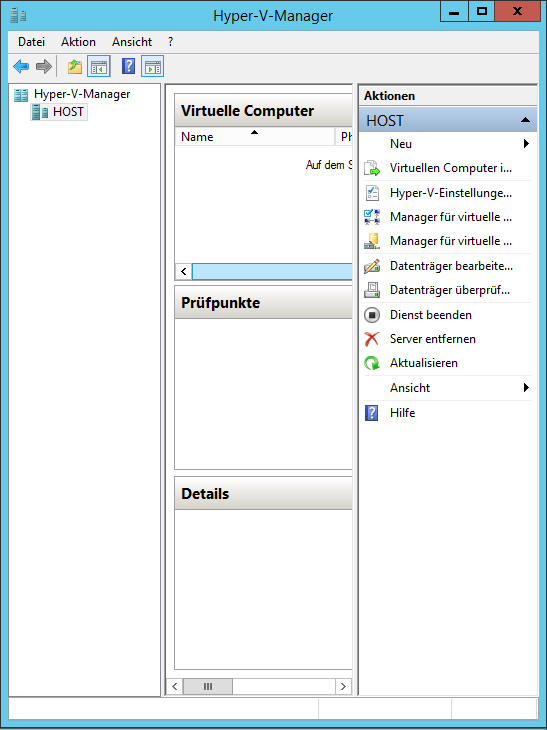 Hyper-V-Manager
Datei Aktion Ansicht ?
Hyper-V-Manager
HOST
Virtuelle Computer
Name Ph
Auf dem S
Prüfpunkte
Details
Aktionen
HOST
Neu
Virtuellen Computer i...
Hyper-V-Einstellunge...
Manager für virtuelle ...
Manager für virtuelle ...
Datenträger bearbeite...
Datenträger überprüf...
Dienst beenden
Server entfernen
Aktualisieren
Ansicht
Hilfe